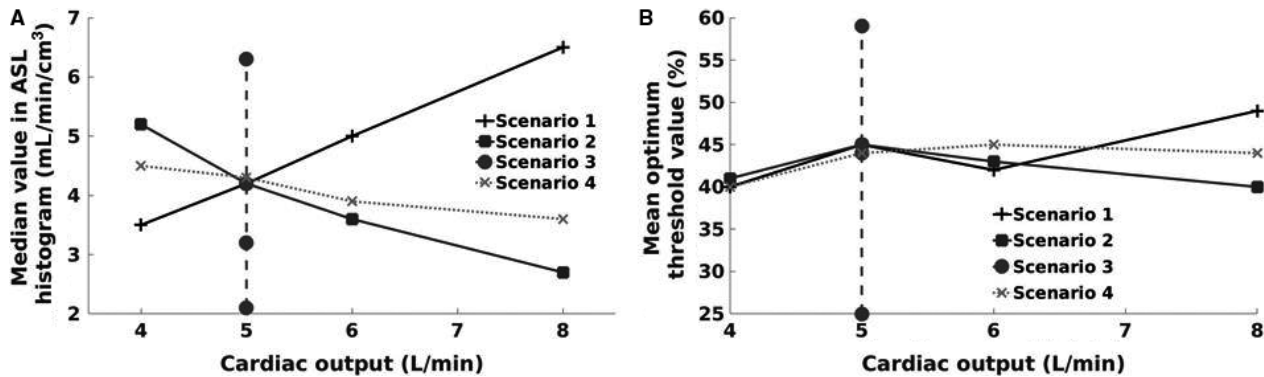 A
Median value in ASL
histogram (mL/min/cm³)
7
6
5
4
3
2
4
5
6
7
8
Cardiac output (L/min)
Scenario 1
Scenario 2
Scenario 3
Scenario 4
B
Mean optimum
threshold value (%)
60
55
50
45
40
35
30
25
4
5
6
7
8
Cardiac output (L/min)
Scenario 1
Scenario 2
Scenario 3
Scenario 4